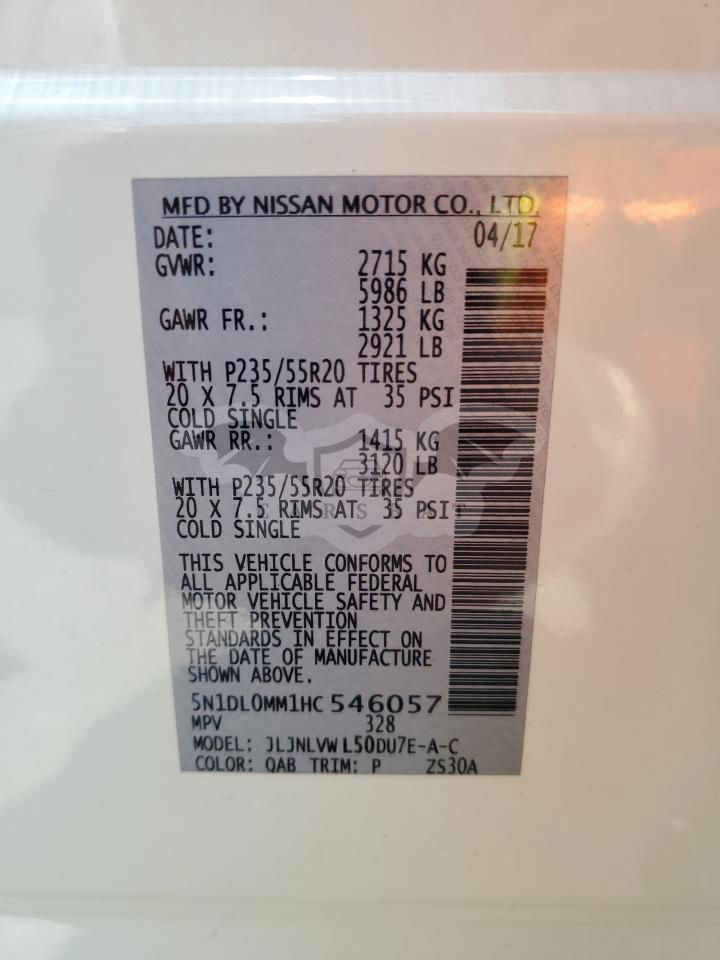 MFD BY NISSAN MOTOR CO., LTD.
DATE: 04/17
GVWR: 2715 KG
5986 LB
GAWR FR.: 1325 KG
2921 LB
WITH P235/55R20 TIRES
20 X 7.5 RIMS AT 35 PSI
COLD SINGLE
GAWR RR.: 1415 KG
3120 LB
WITH P235/55R20 TIRES
20 X 7.5 RIMS AT 35 PSI
COLD SINGLE
THIS VEHICLE CONFORMS TO
ALL APPLICABLE FEDERAL
MOTOR VEHICLE SAFETY AND
THEFT PREVENTION
STANDARDS IN EFFECT ON
THE DATE OF MANUFACTURE
SHOWN ABOVE.
5N1DL0MM1HC 546057
MPV 328
MODEL: JLJNLVW L50DU7E-A-C
COLOR: QAB TRIM: P ZS30A